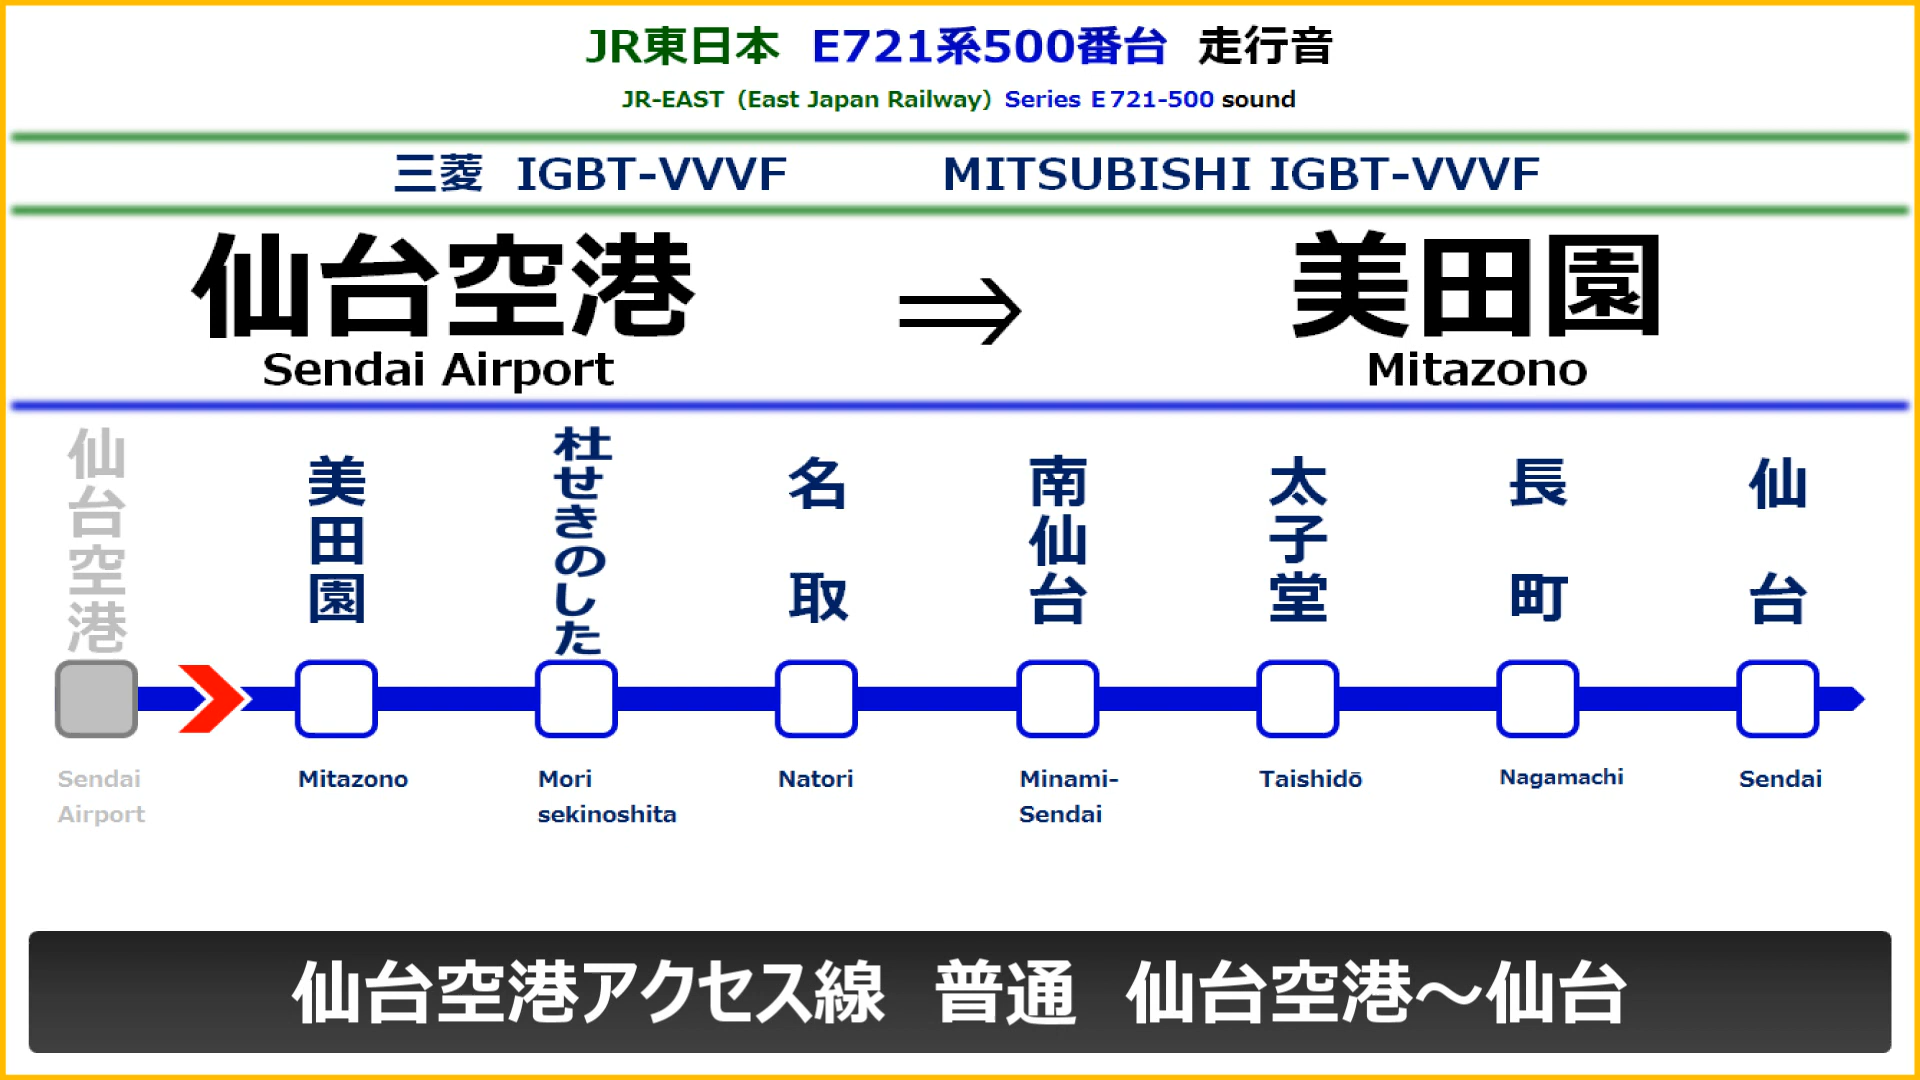 JR東日本 E721系500番台 走行音
JR-EAST（East Japan Railway）Series E721-500 sound
三菱 IGBT-VVVF MITSUBISHI IGBT-VVVF
仙台空港 ⇒ 美田園
Sendai Airport Mitazono
仙台空港
美田園
杜せきのした
名取
南仙台
太子堂
長町
仙台
Sendai
Airport
Mitazono
Mori
sekinoshita
Natori
Minami-
Sendai
Taishidō
Nagamachi
Sendai
仙台空港アクセス線 普通 仙台空港～仙台